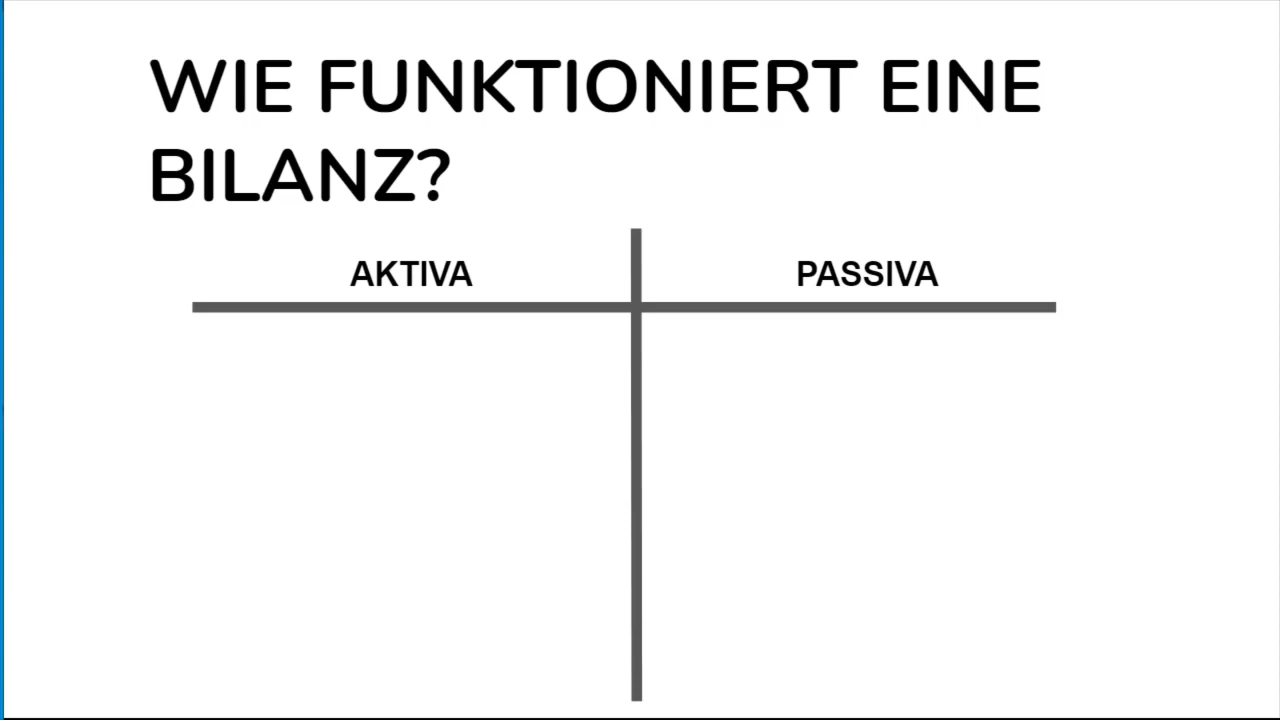 WIE FUNKTIONIERT EINE
BILANZ?
AKTIVA
PASSIVA